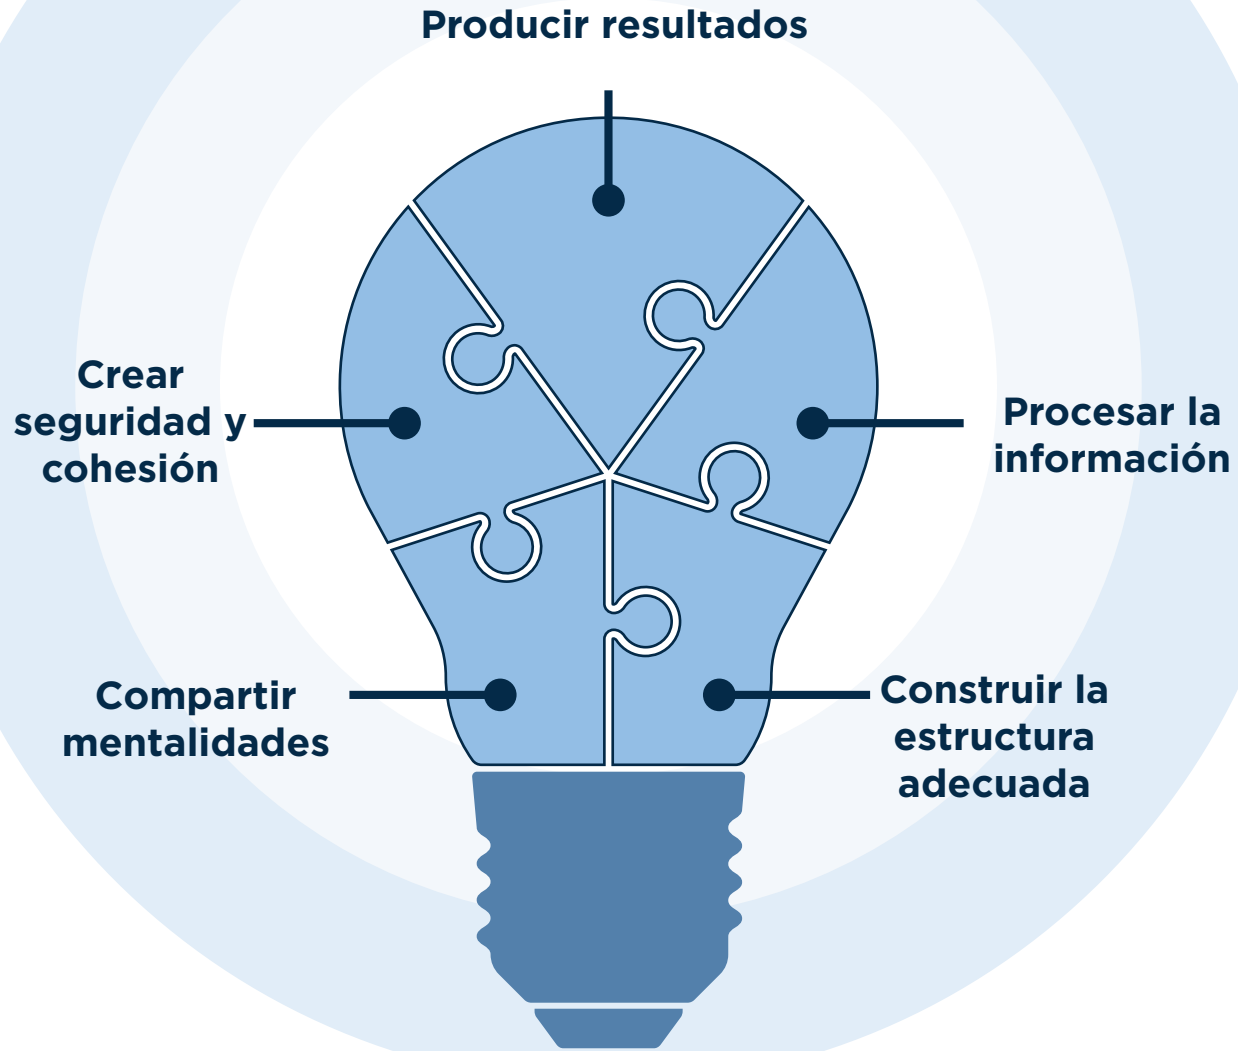 Producir resultados
Crear
seguridad y
cohesión
Procesar la
información
Compartir
mentalidades
Construir la
estructura
adecuada